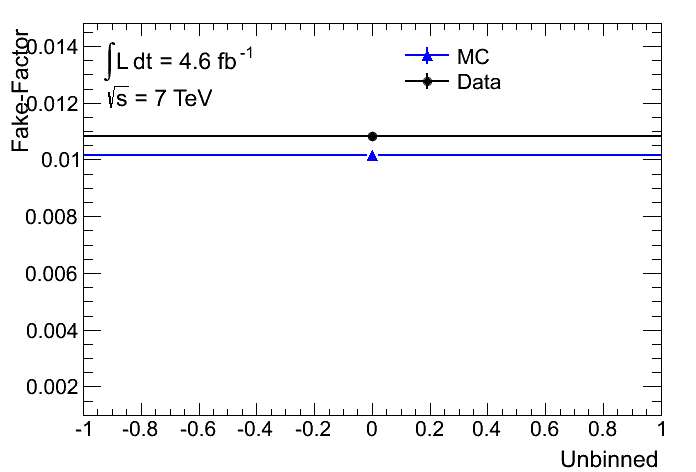 Fake-Factor
∫L dt = 4.6 fb⁻¹
√s = 7 TeV
MC
Data
0.014
0.012
0.01
0.008
0.006
0.004
0.002
-1 -0.8 -0.6 -0.4 -0.2 0 0.2 0.4 0.6 0.8 1
Unbinned